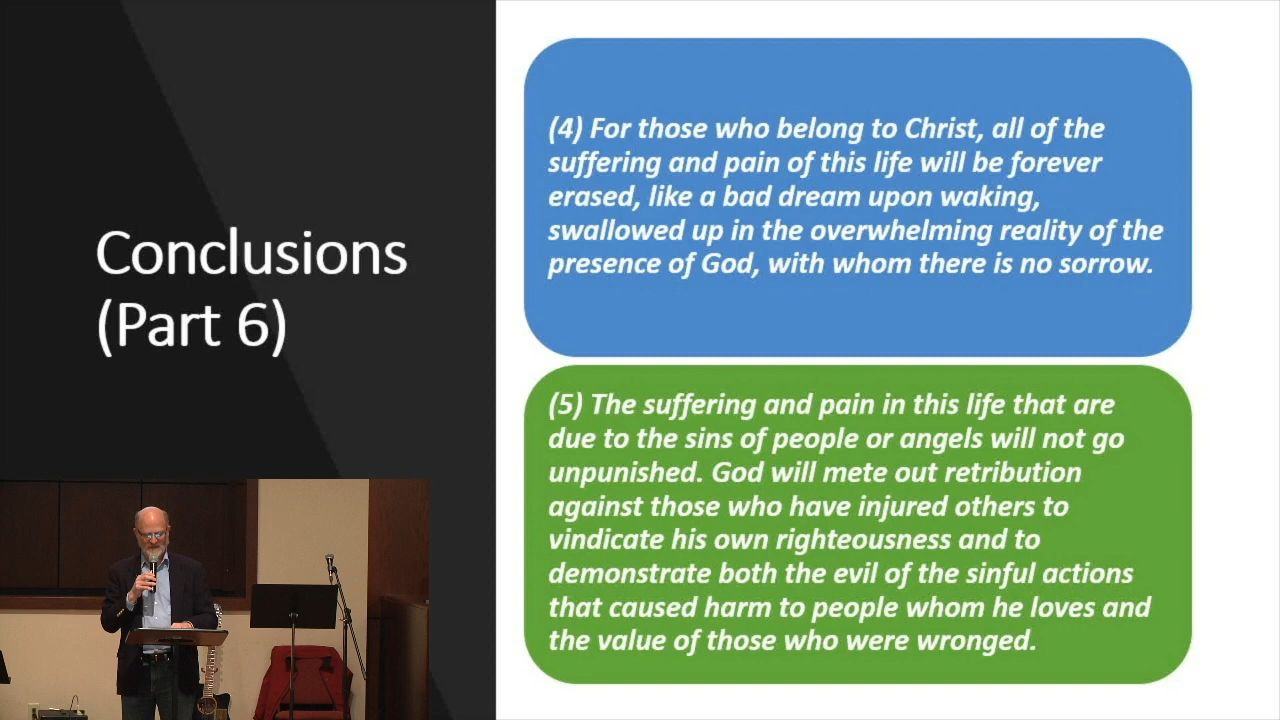 Conclusions
(Part 6)
(4) For those who belong to Christ, all of the
suffering and pain of this life will be forever
erased, like a bad dream upon waking,
swallowed up in the overwhelming reality of the
presence of God, with whom there is no sorrow.
(5) The suffering and pain in this life that are
due to the sins of people or angels will not go
unpunished. God will mete out retribution
against those who have injured others to
vindicate his own righteousness and to
demonstrate both the evil of the sinful actions
that caused harm to people whom he loves and
the value of those who were wronged.